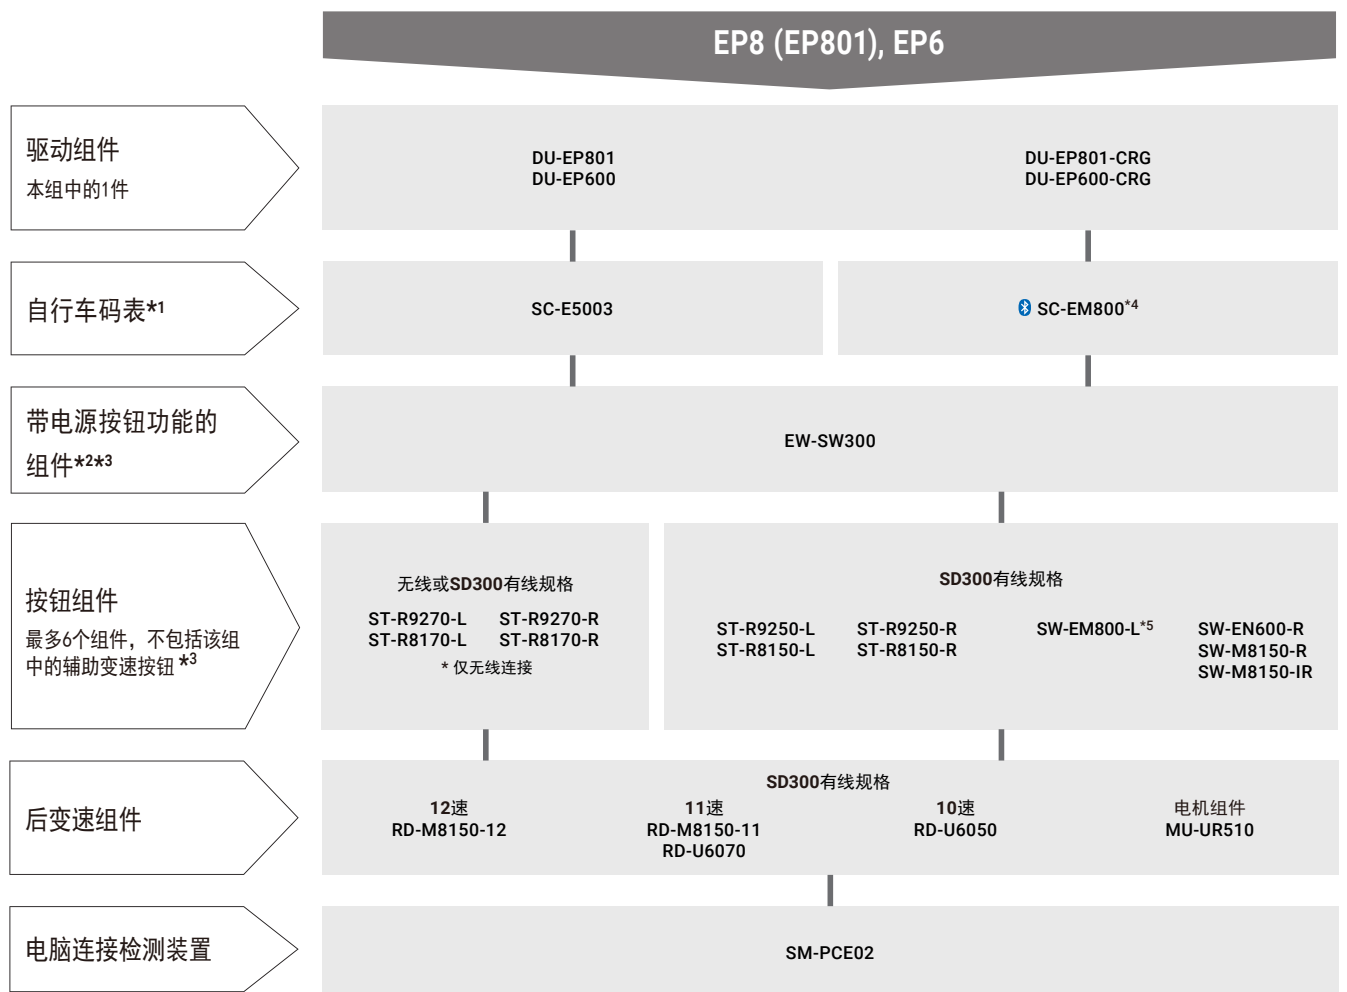 EP8 (EP801), EP6
驱动组件
本组中的1件
DU-EP801
DU-EP600
DU-EP801-CRG
DU-EP600-CRG
自行车码表*1
SC-E5003
SC-EM800*4
带电源按钮功能的
组件*2*3
EW-SW300
按钮组件
最多6个组件，不包括该组
中的辅助变速按钮 *3
无线或SD300有线规格
ST-R9270-L ST-R9270-R
ST-R8170-L ST-R8170-R
* 仅无线连接
SD300有线规格
ST-R9250-L ST-R9250-R SW-EM800-L*5 SW-EN600-R
ST-R8150-L ST-R8150-R SW-M8150-R
SW-M8150-IR
后变速组件
SD300有线规格
12速 11速 10速 电机组件
RD-M8150-12 RD-M8150-11 RD-U6050 MU-UR510
RD-U6070
电脑连接检测装置
SM-PCE02